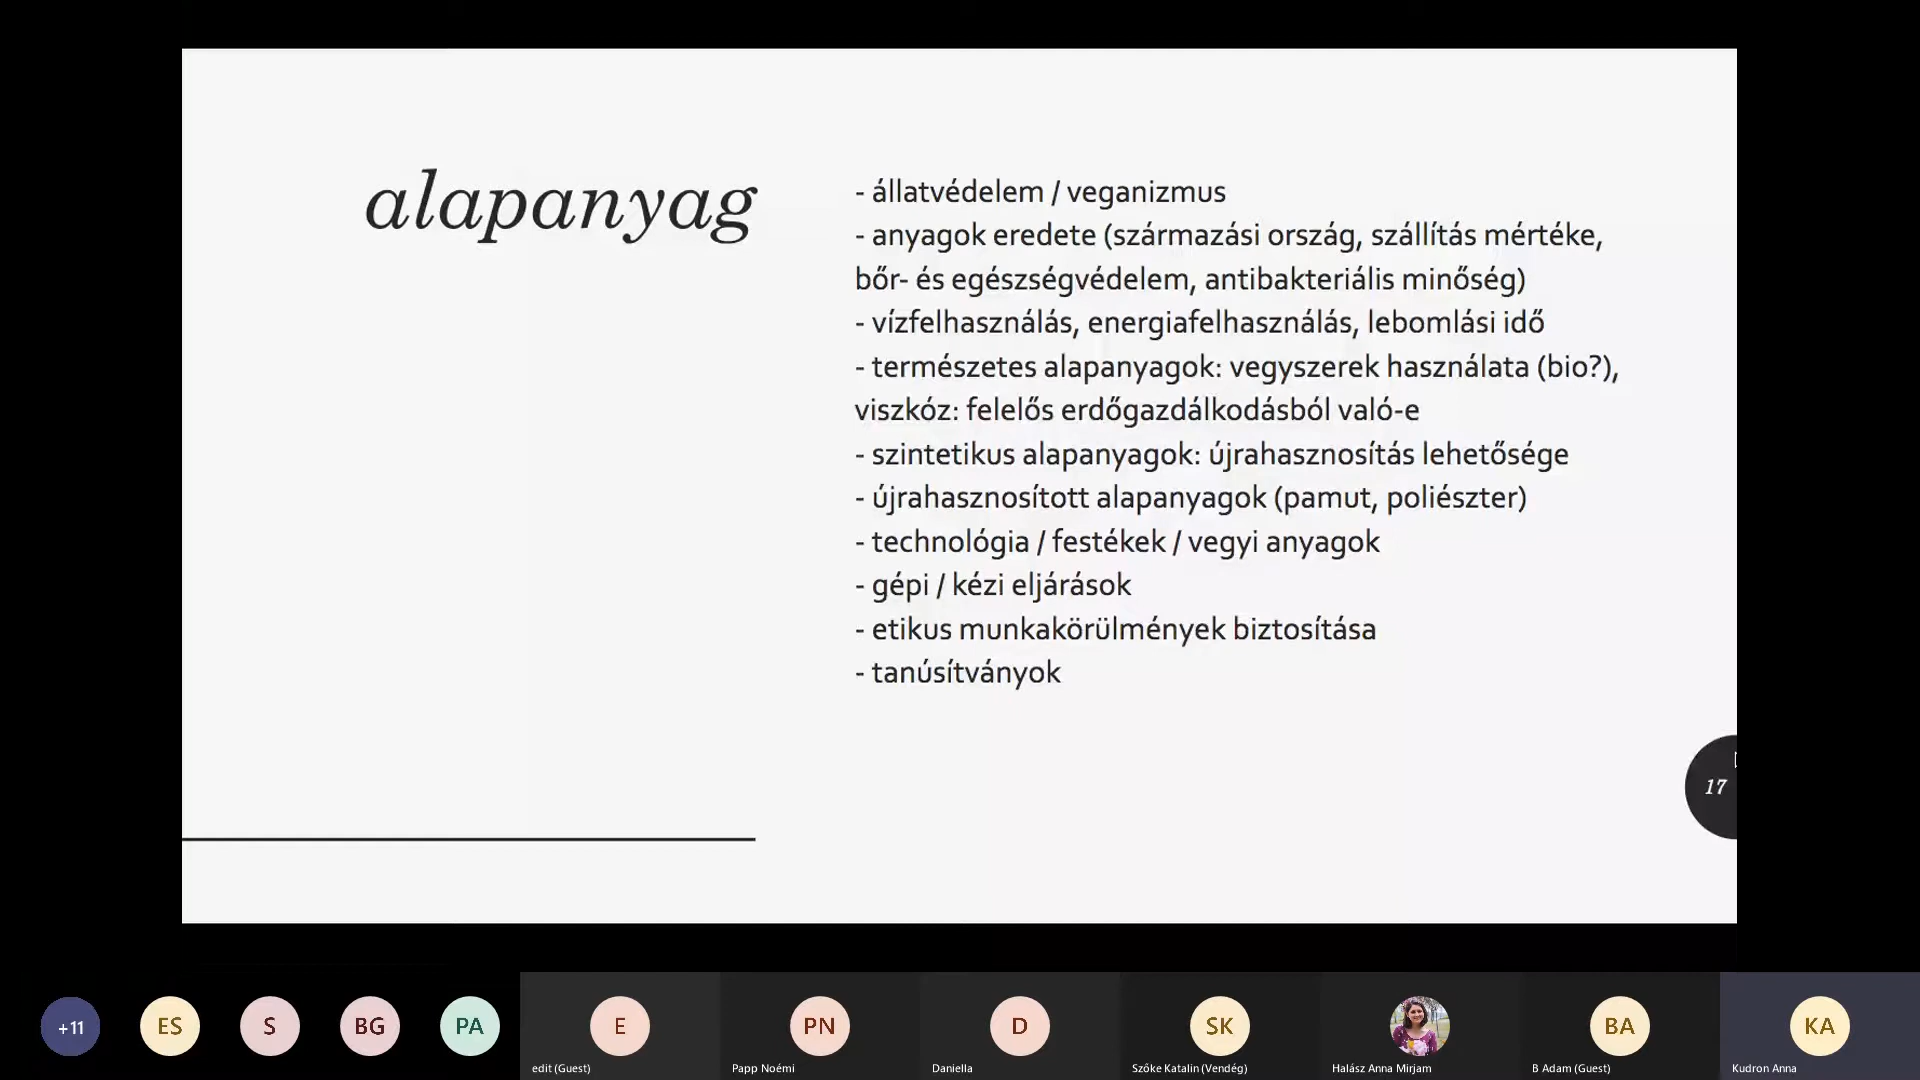 alapanyag
- állatvédelem / veganizmus
- anyagok eredete (származási ország, szállítás mértéke,
bőr- és egészségvédelem, antibakteriális minőség)
- vízfelhasználás, energiafelhasználás, lebomlási idő
- természetes alapanyagok: vegyszerek használata (bio?),
viszkóz: felelős erdőgazdálkodásból való-e
- szintetikus alapanyagok: újrahasznosítás lehetősége
- újrahasznosított alapanyagok (pamut, poliészter)
- technológia / festékek / vegyi anyagok
- gépi / kézi eljárások
- etikus munkakörülmények biztosítása
- tanúsítványok
17
+11
ES
S
BG
PA
E
PN
D
SK
BA
KA
edit (Guest)
Papp Noémi
Daniella
Szőke Katalin (Vendég)
Halász Anna Mirjam
B Adam (Guest)
Kudron Anna